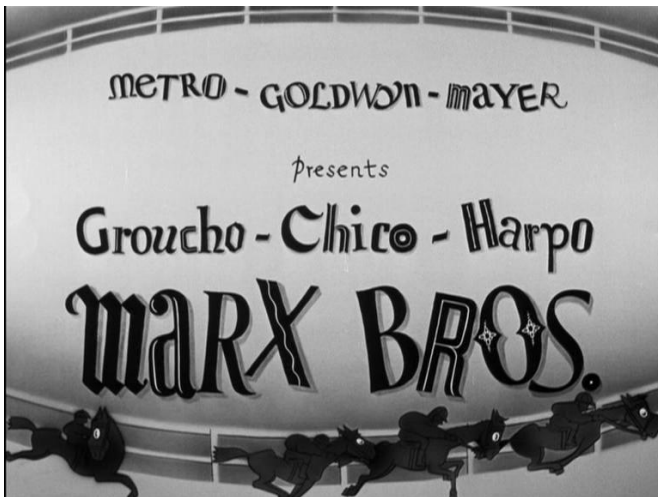 METRO - GOLDWYN - MAYER
Presents
Groucho - Chico - Harpo
MARX BROS.